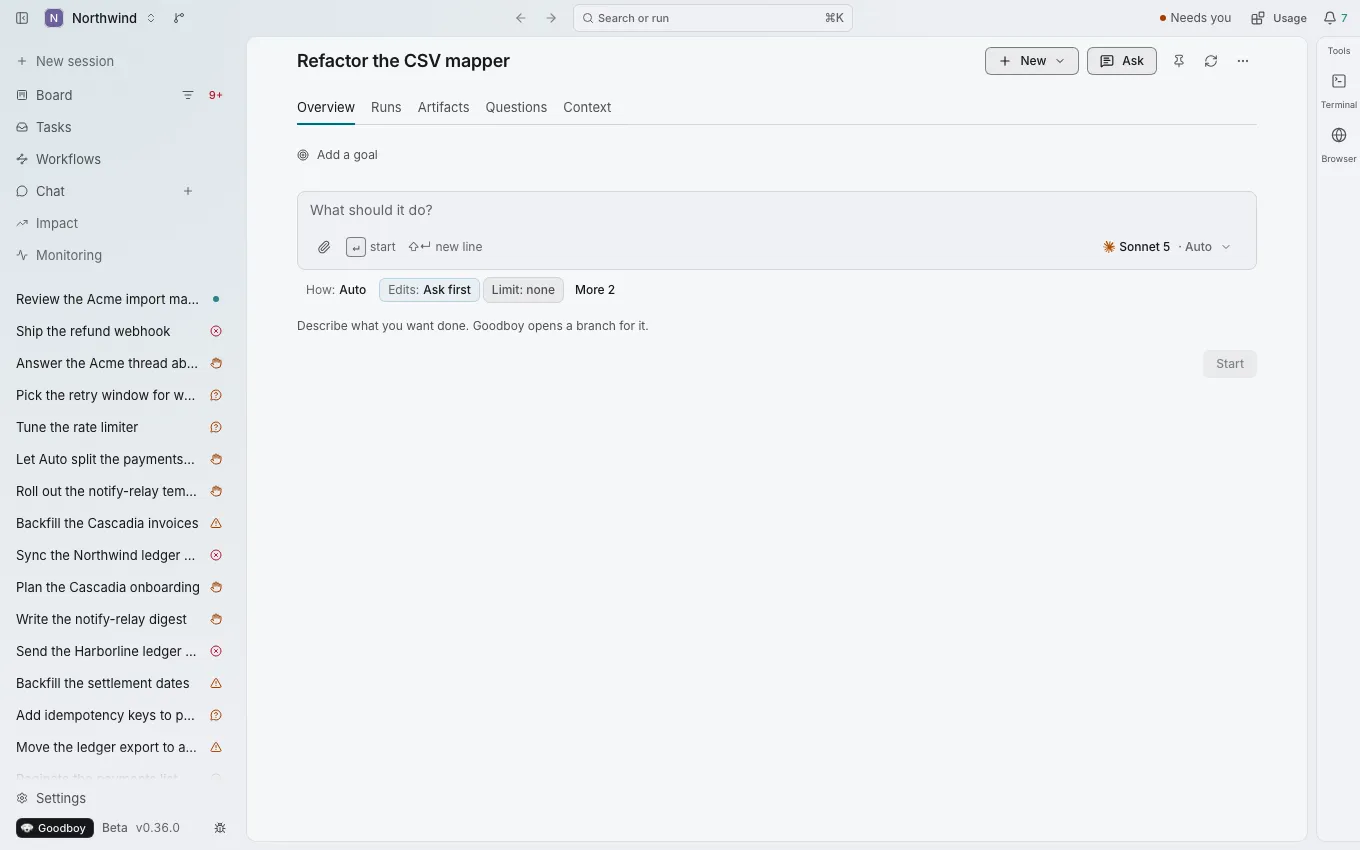 N Northwind
Search or run ⌘K
Needs you
Usage
7
New session
Board 9+
Tasks
Workflows
Chat
Impact
Monitoring
Review the Acme import ma...
Ship the refund webhook
Answer the Acme thread ab...
Pick the retry window for w...
Tune the rate limiter
Let Auto split the payments...
Roll out the notify-relay tem...
Backfill the Cascadia invoices
Sync the Northwind ledger ...
Plan the Cascadia onboarding
Write the notify-relay digest
Send the Harborline ledger ...
Backfill the settlement dates
Add idempotency keys to p...
Move the ledger export to a...
Paginate the payments list
Settings
Goodboy Beta v0.36.0
Refactor the CSV mapper
New
Ask
Overview Runs Artifacts Questions Context
Add a goal
What should it do?
start new line
Sonnet 5 · Auto
How: Auto Edits: Ask first Limit: none More 2
Describe what you want done. Goodboy opens a branch for it.
Start
Tools
Terminal
Browser